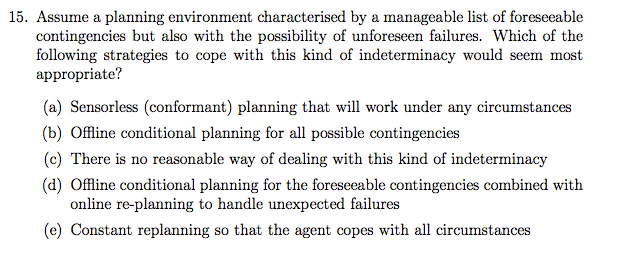 15. Assume a planning environment characterised by a manageable list of foreseeable
contingencies but also with the possibility of unforeseen failures. Which of the
following strategies to cope with this kind of indeterminacy would seem most
appropriate?
(a) Sensorless (conformant) planning that will work under any circumstances
(b) Offline conditional planning for all possible contingencies
(c) There is no reasonable way of dealing with this kind of indeterminacy
(d) Offline conditional planning for the foreseeable contingencies combined with
online re-planning to handle unexpected failures
(e) Constant replanning so that the agent copes with all circumstances